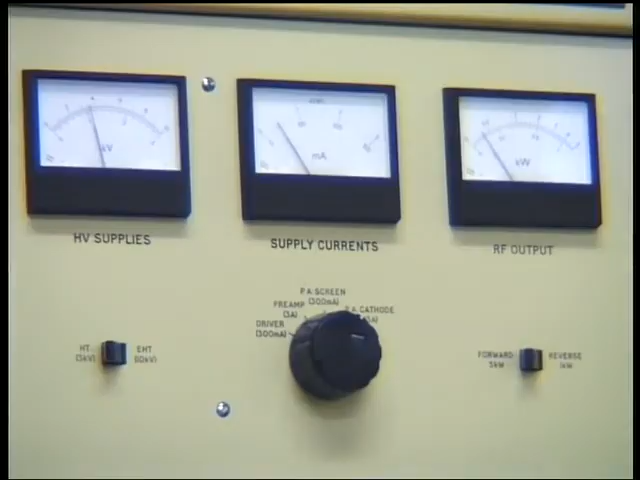 kV
mA
kW
HV SUPPLIES
SUPPLY CURRENTS
RF OUTPUT
P.A. SCREEN
(300mA)
PREAMP
(3A)
P.A. CATHODE
DRIVER
(300mA)
HT
(3kV)
EHT
(10kV)
FORWARD
5kW
REVERSE
1kW